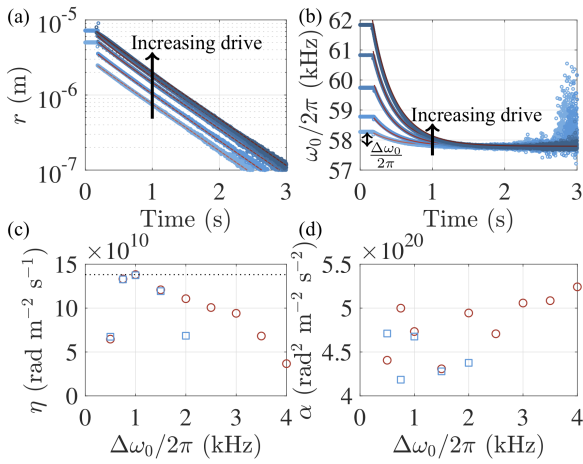 (a)
10^-5
10^-6
10^-7
r (m)
Increasing drive
0 1 2 3
Time (s)
(b)
62
61
60
59
58
57
ω₀/2π (kHz)
Increasing drive
Δω₀/2π
0 1 2 3
Time (s)
(c)
×10^10
15
10
5
0
η (rad m^-2 s^-1)
0 1 2 3 4
Δω₀/2π (kHz)
(d)
×10^20
5.5
5
4.5
4
α (rad^2 m^-2 s^-2)
0 1 2 3 4
Δω₀/2π (kHz)